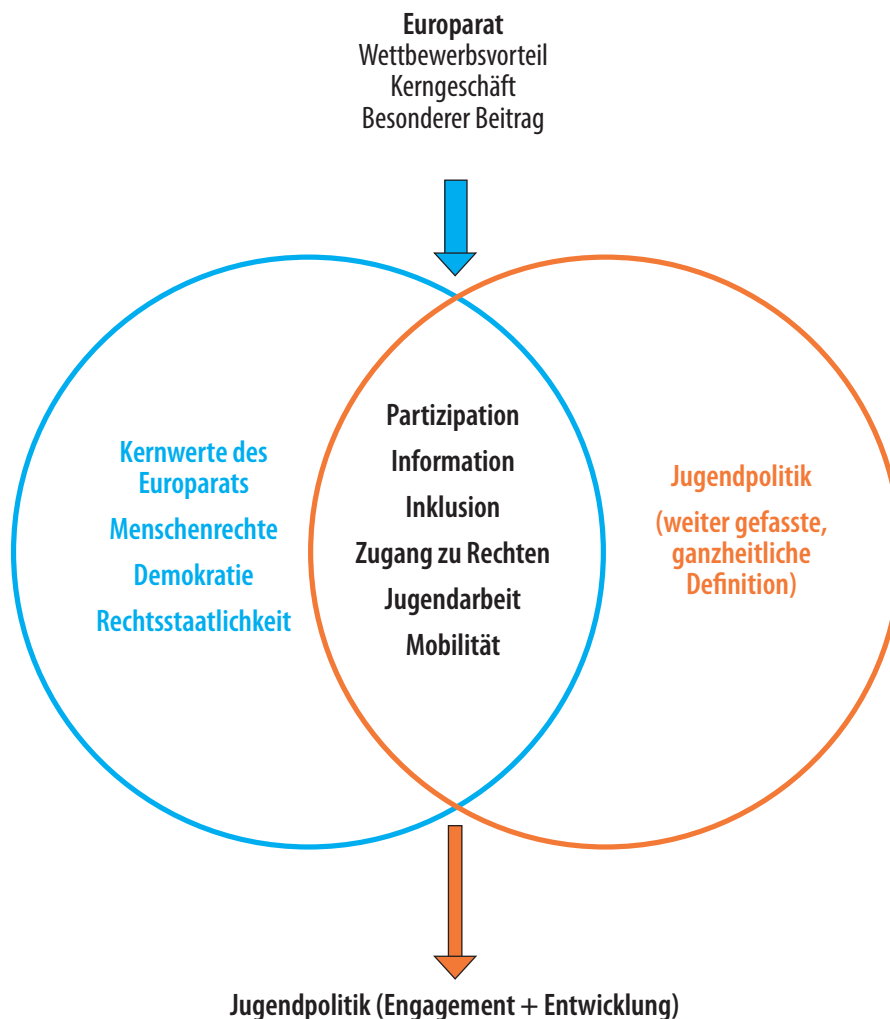 Europarat
Wettbewerbsvorteil
Kerngeschäft
Besonderer Beitrag
Kernwerte des
Europarats
Menschenrechte
Demokratie
Rechtsstaatlichkeit
Partizipation
Information
Inklusion
Zugang zu Rechten
Jugendarbeit
Mobilität
Jugendpolitik
(weiter gefasste,
ganzheitliche
Definition)
Jugendpolitik (Engagement + Entwicklung)